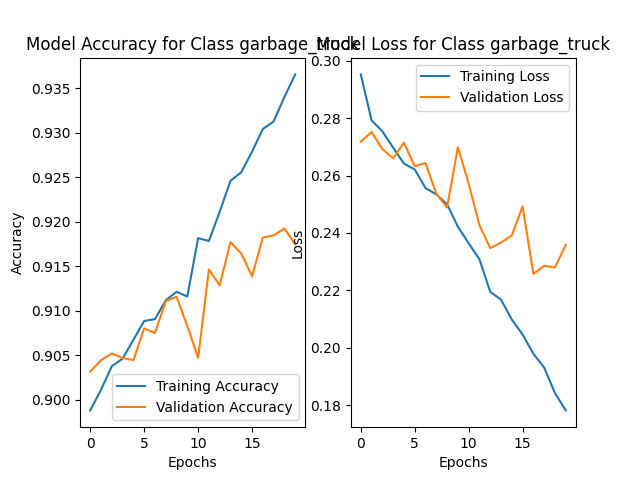 Model Accuracy for Class garbage_truck
Model Loss for Class garbage_truck
0.935
0.930
0.925
0.920
0.915
0.910
0.905
0.900
Accuracy
0 5 10 15
Epochs
Training Accuracy
Validation Accuracy
0.30
0.28
0.26
0.24
0.22
0.20
0.18
Loss
0 5 10 15
Epochs
Training Loss
Validation Loss